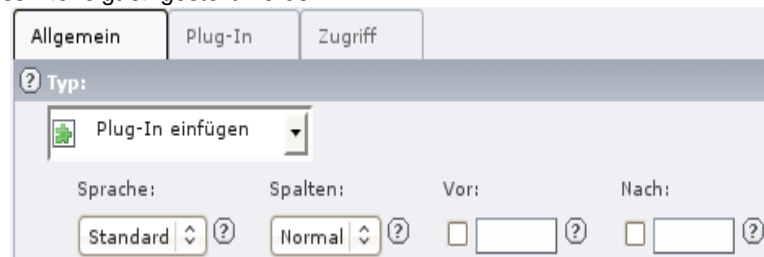 Allgemein Plug-In Zugriff
Typ:
Plug-In einfügen
Sprache: Spalten: Vor: Nach:
Standard Normal